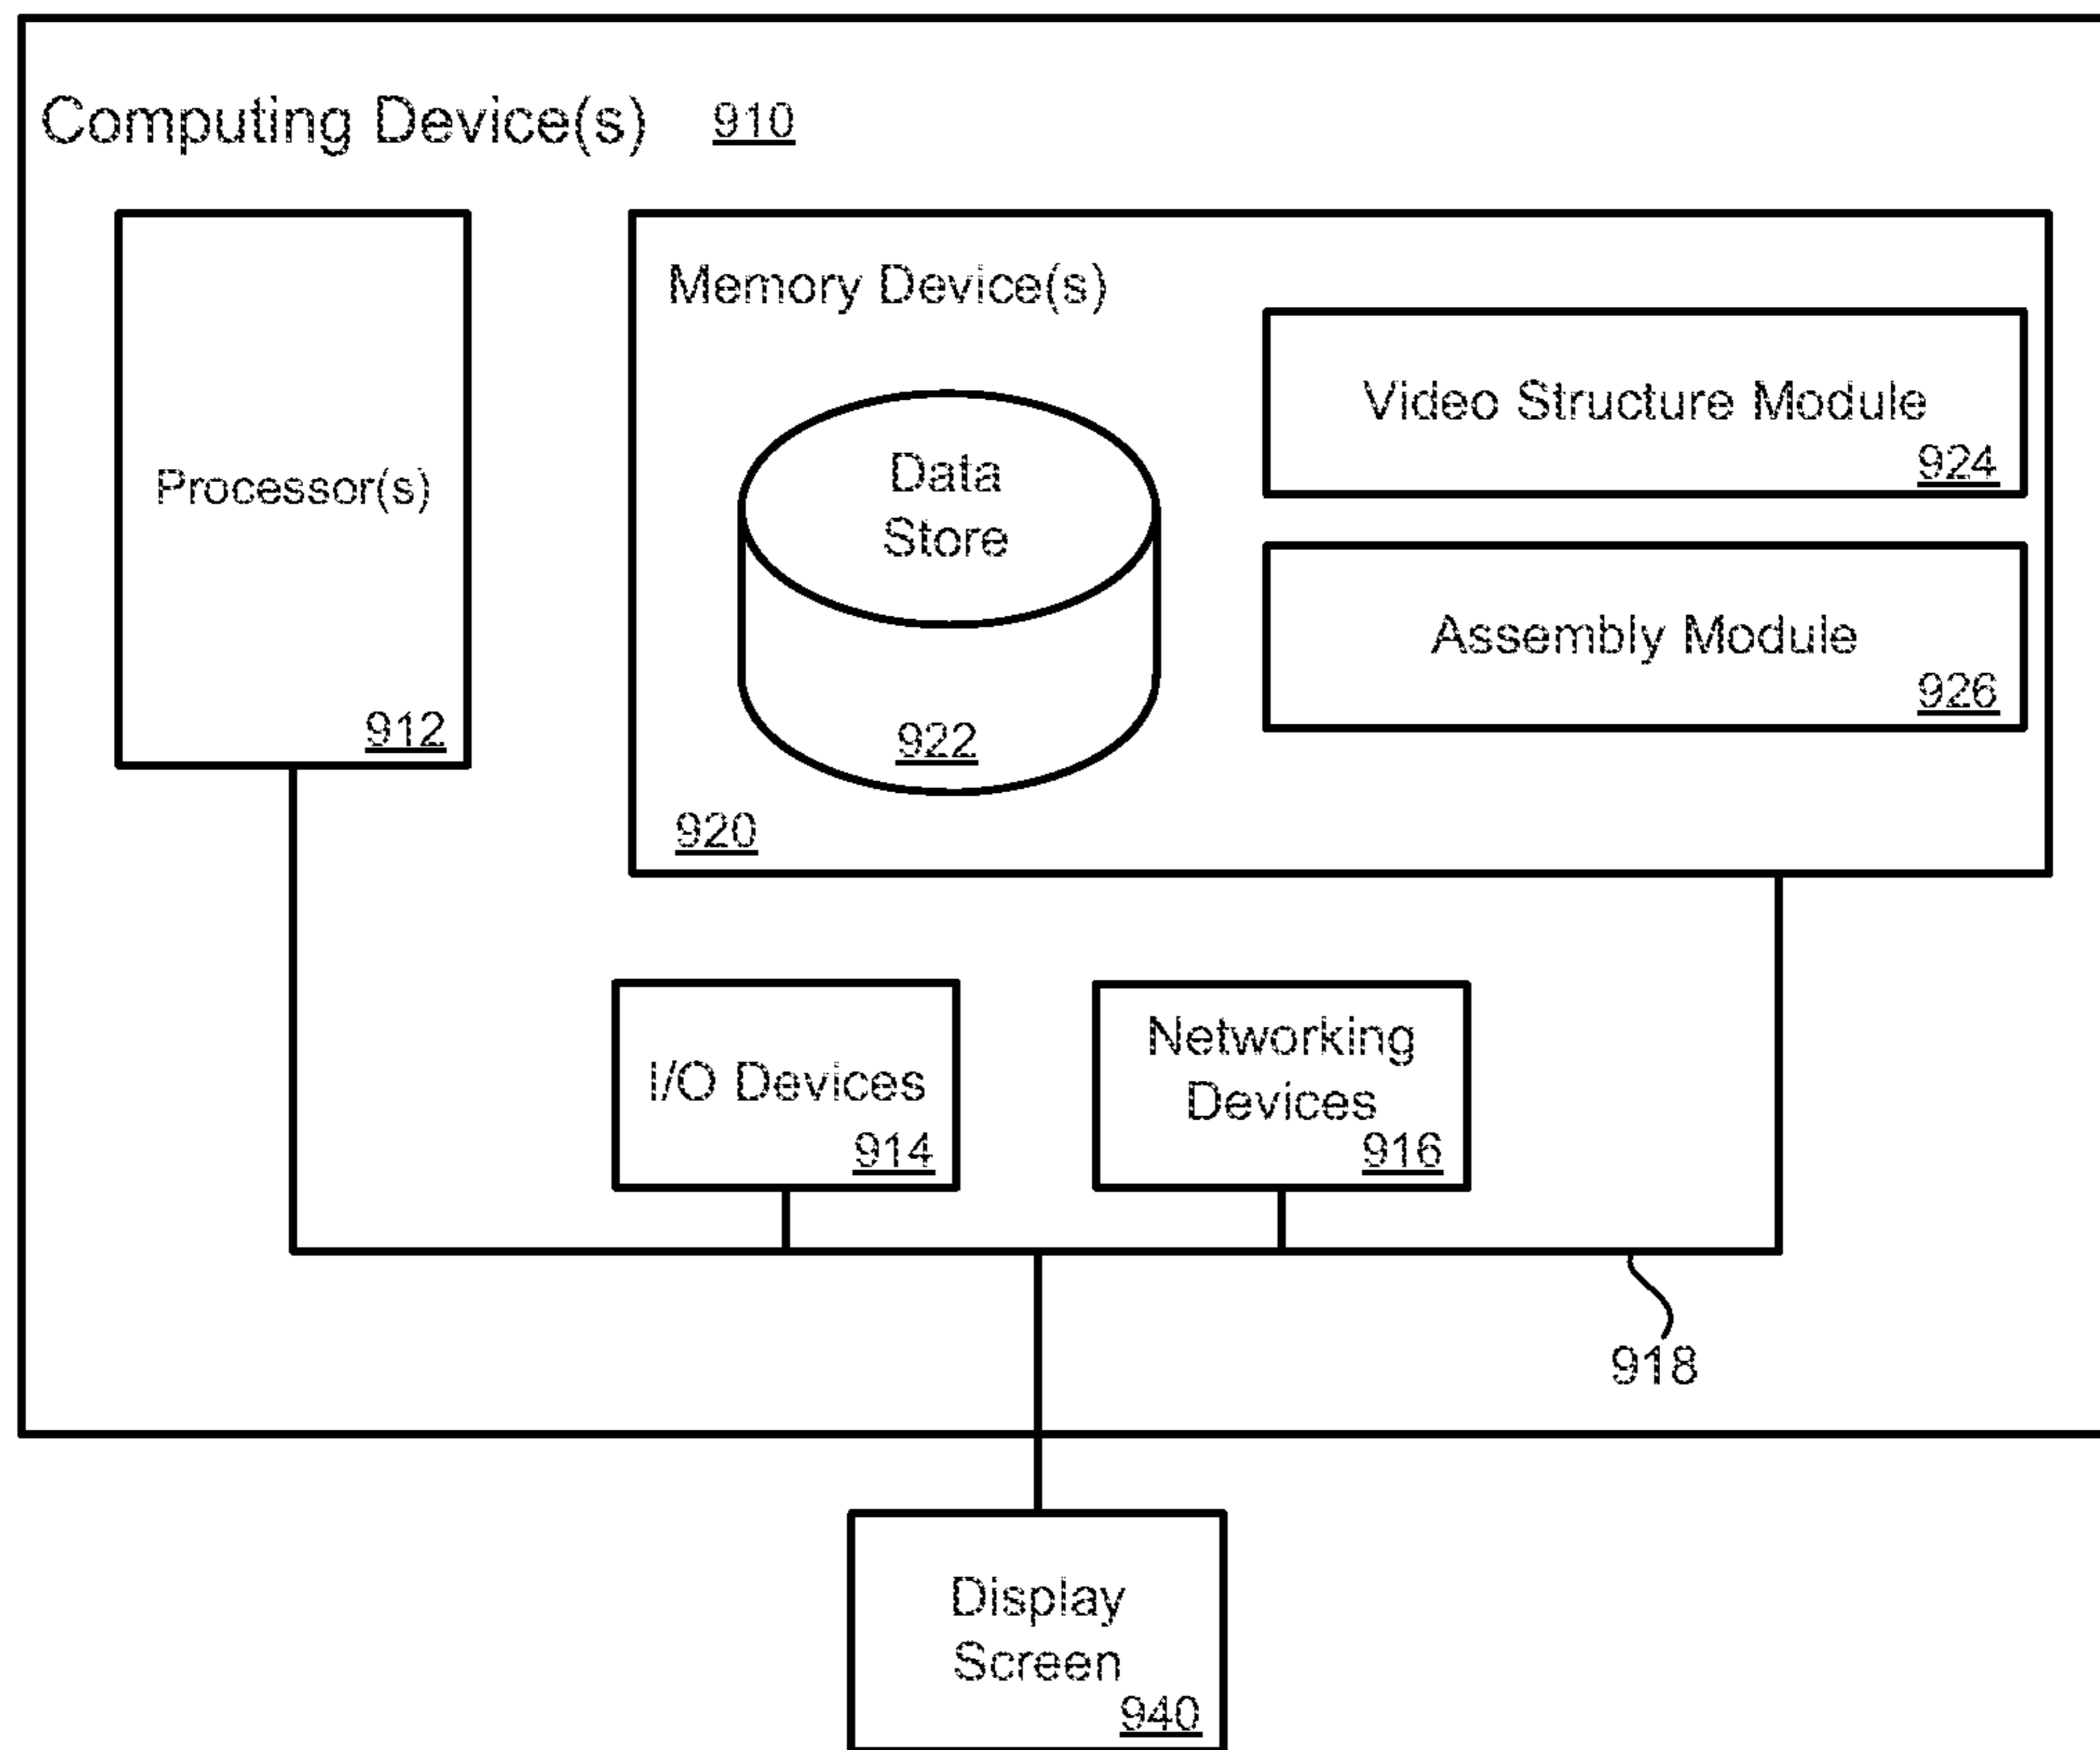 Computing Device(s) 910
Processor(s)
912
Memory Device(s)
Data
Store
922
920
Video Structure Module
924
Assembly Module
926
I/O Devices
914
Networking
Devices
916
918
Display
Screen
940